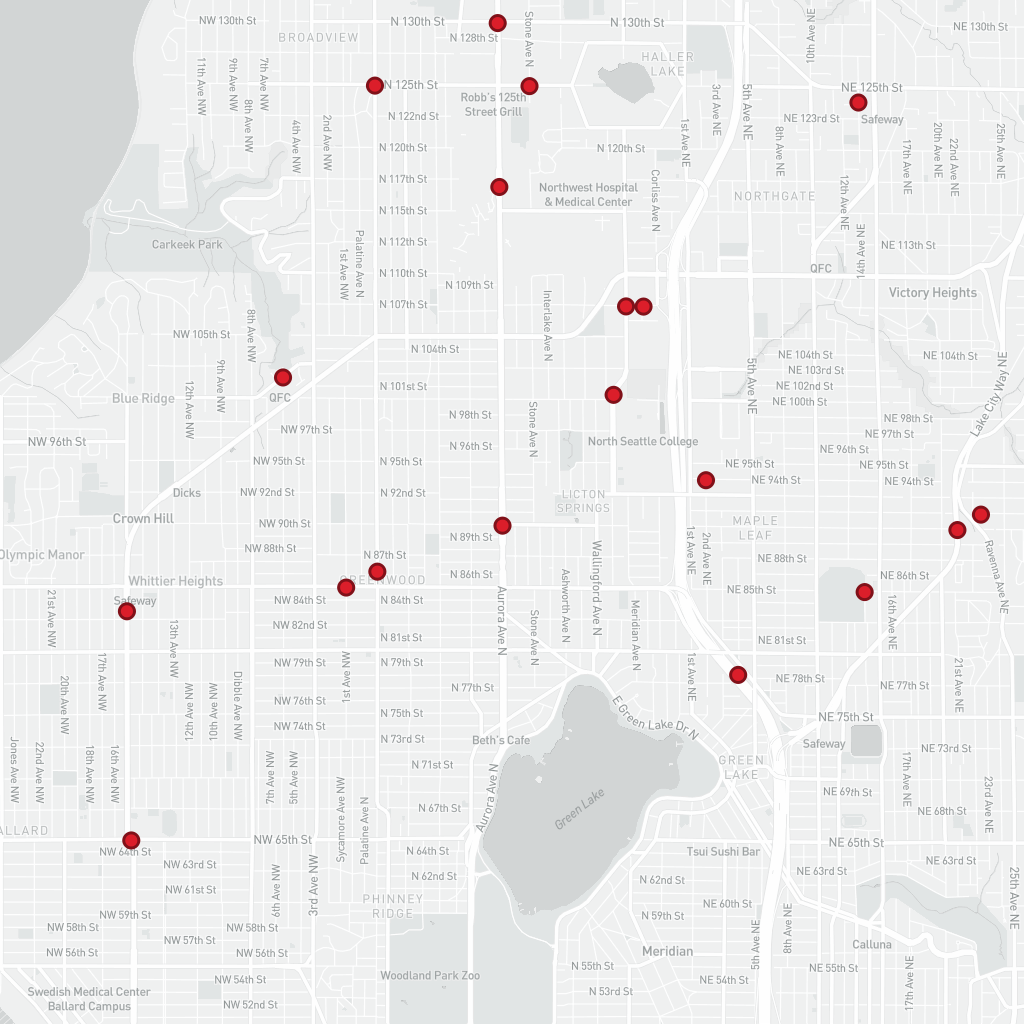 NW 130th St
N 130th St
N 130th St
NE 130th St
Stone Ave N
10th Ave NE
BROADVIEW
N 128th St
HALLER
LAKE
11th Ave NW
9th Ave NW
7th Ave NW
8th Ave NW
N 125th St
NE 125th St
Robb's 125th
Street Grill
3rd Ave NE
5th Ave NE
4th Ave NW
2nd Ave NW
N 122nd St
NE 123rd St
Safeway
1st Ave NE
8th Ave NE
17th Ave NE
20th Ave NE
22nd Ave NE
25th Ave NE
N 120th St
N 120th St
N 117th St
Northwest Hospital
& Medical Center
Corliss Ave N
NORTHGATE
12th Ave NE
N 115th St
Carkeek Park
N 112th St
14th Ave NE
NE 113th St
Palatine Ave N
1st Ave NW
N 110th St
QFC
N 109th St
Victory Heights
N 107th St
Interlake Ave N
NW 105th St
8th Ave NW
N 104th St
NE 104th St
NE 104th St
NE 103rd St
NE 102nd St
NE 100th St
5th Ave NE
Lake City Way NE
9th Ave NW
12th Ave NW
N 101st St
Blue Ridge
QFC
N 98th St
Stone Ave N
NE 98th St
NW 97th St
NE 97th St
NW 96th St
N 96th St
North Seattle College
NE 96th St
NW 95th St
N 95th St
NE 95th St
NE 95th St
NE 94th St
NE 94th St
Dicks
NW 92nd St
N 92nd St
LICTON
SPRINGS
Crown Hill
NW 90th St
MAPLE
LEAF
N 89th St
Olympic Manor
NW 88th St
N 87th St
Wallingford Ave N
1st Ave NE
2nd Ave NE
NE 88th St
Ravenna Ave NE
Whittier Heights
GREENWOOD
N 86th St
Ashworth Ave N
NE 86th St
NE 85th St
Safeway
NW 84th St
N 84th St
Aurora Ave N
Stone Ave N
Meridian Ave N
16th Ave NE
21st Ave NW
13th Ave NW
NW 82nd St
N 81st St
NE 81st St
17th Ave NW
NW 79th St
N 79th St
1st Ave NW
1st Ave NE
NE 78th St
21st Ave NE
20th Ave NW
12th Ave NW
10th Ave NW
Dibble Ave NW
N 77th St
NE 77th St
NW 76th St
E Green Lake Dr N
N 75th St
NE 75th St
NW 74th St
N 73rd St
Beth's Cafe
Safeway
NE 73rd St
Jones Ave NW
22nd Ave NW
18th Ave NW
16th Ave NW
7th Ave NW
5th Ave NW
N 71st St
GREEN
LAKE
17th Ave NE
23rd Ave NE
Sycamore Ave NW
Palatine Ave N
Aurora Ave N
Green Lake
NE 69th St
N 67th St
NE 68th St
ALLARD
NW 65th St
NE 65th St
NW 64th St
N 64th St
Tsui Sushi Bar
NW 63rd St
NE 63rd St
NE 63rd St
6th Ave NW
3rd Ave NW
N 62nd St
N 62nd St
25th Ave NE
NW 61st St
PHINNEY
RIDGE
NE 60th St
NW 59th St
N 59th St
8th Ave NE
5th Ave NE
NW 58th St
NW 58th St
NW 57th St
Calluna
NW 56th St
NW 56th St
Meridian
N 55th St
NE 55th St
17th Ave NE
Woodland Park Zoo
NW 54th St
NE 54th St
Swedish Medical Center
Ballard Campus
N 53rd St
NW 52nd St